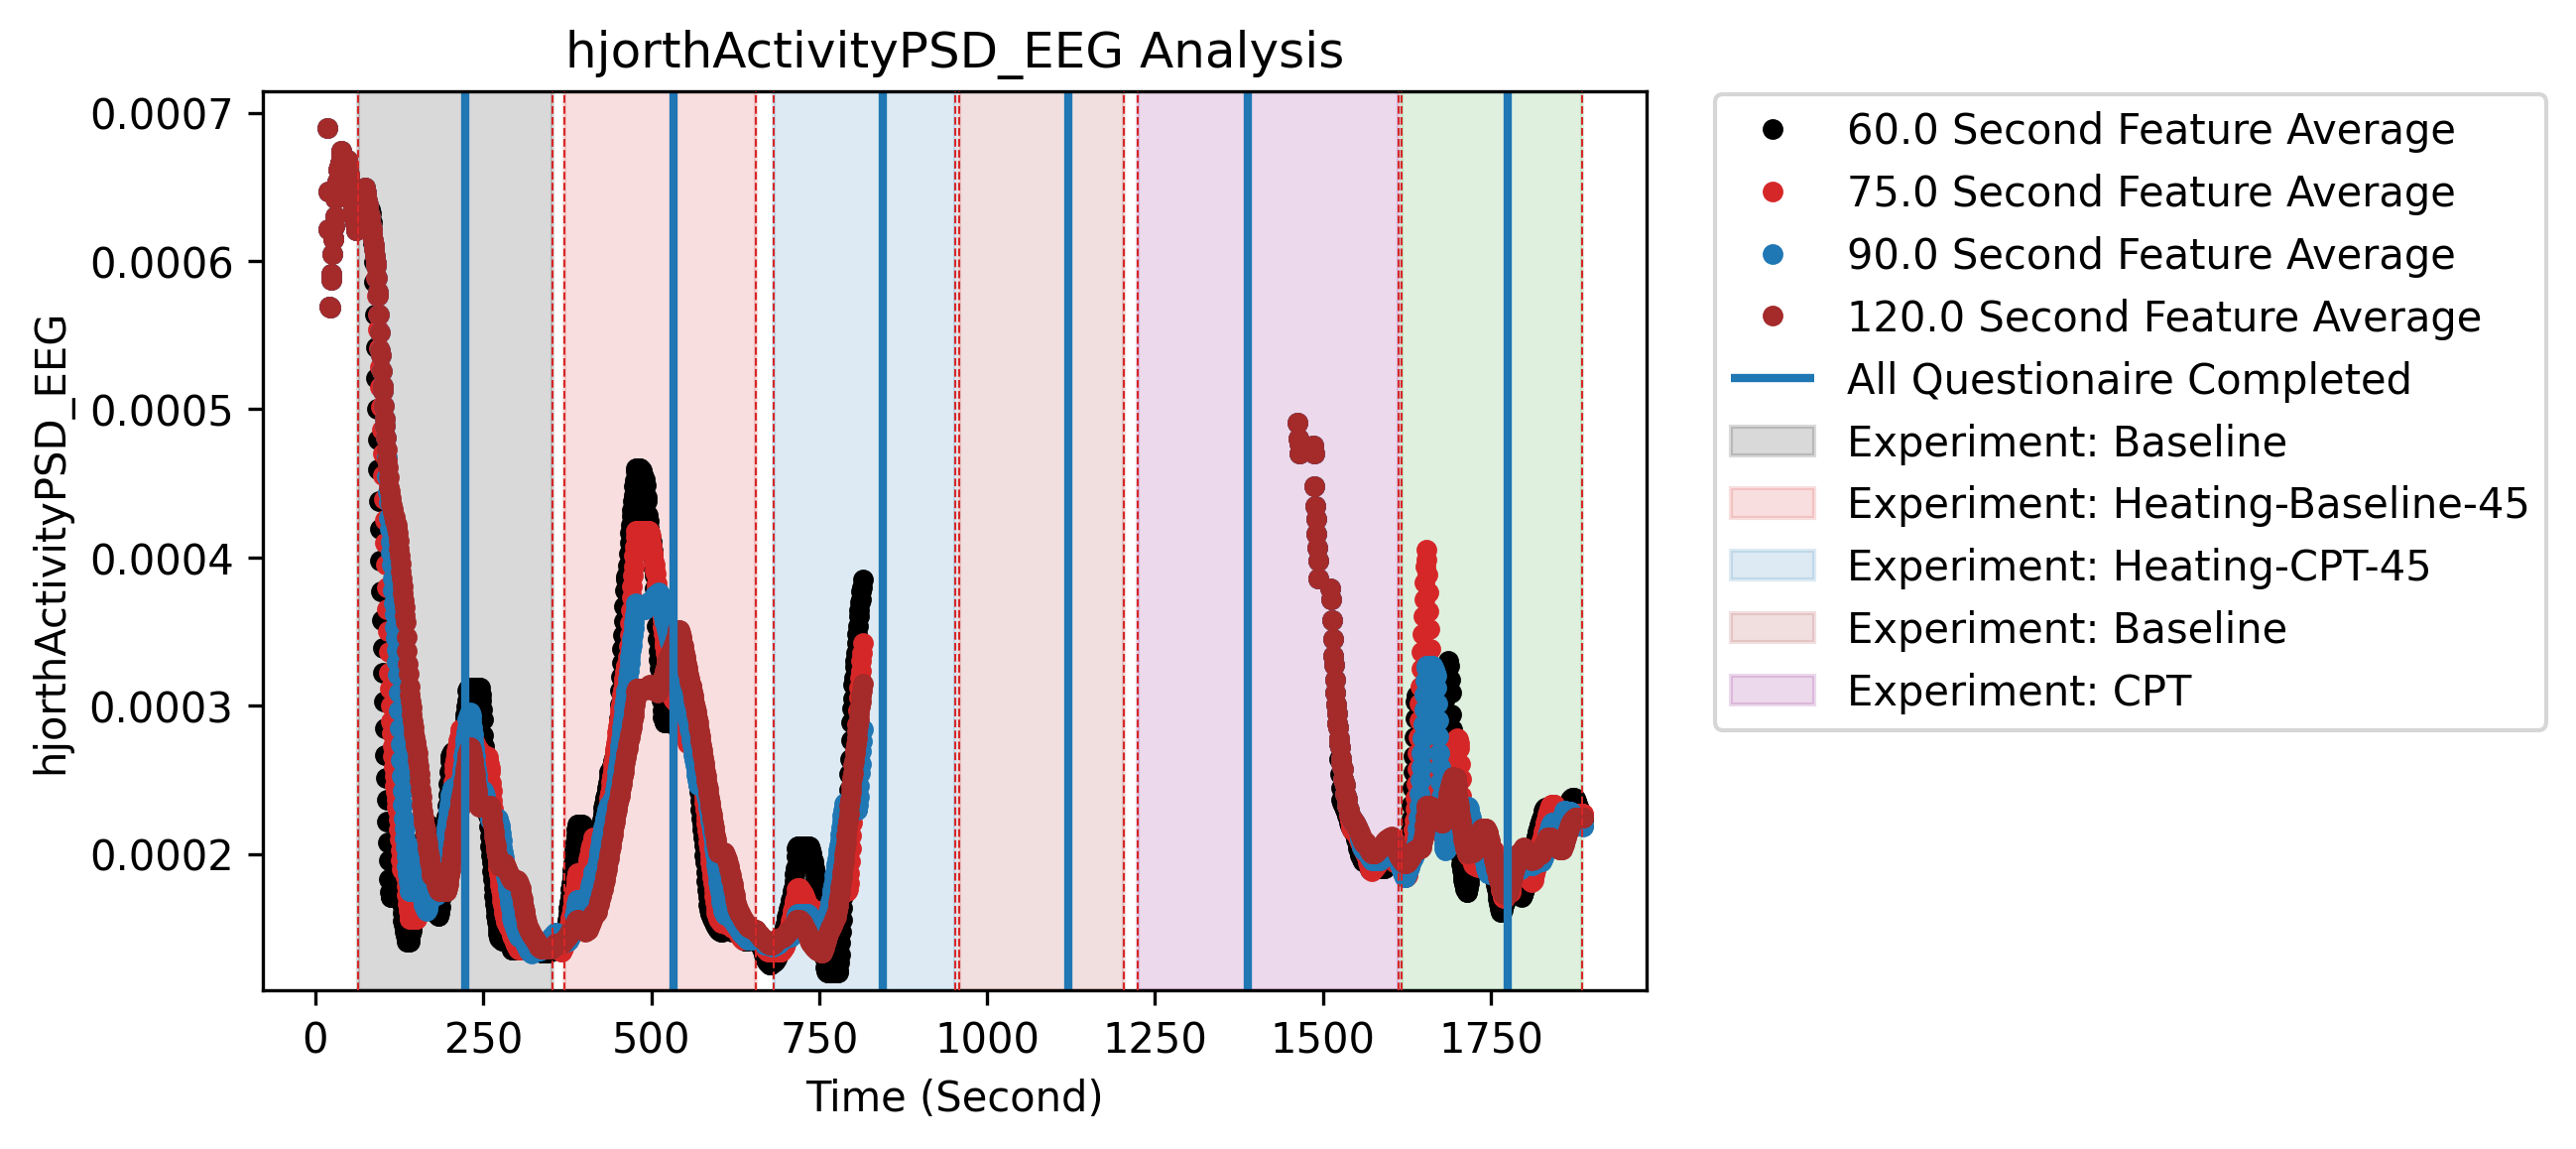 hjorthActivityPSD_EEG Analysis
hjorthActivityPSD_EEG
0.0007
0.0006
0.0005
0.0004
0.0003
0.0002
0 250 500 750 1000 1250 1500 1750
Time (Second)
60.0 Second Feature Average
75.0 Second Feature Average
90.0 Second Feature Average
120.0 Second Feature Average
All Questionaire Completed
Experiment: Baseline
Experiment: Heating-Baseline-45
Experiment: Heating-CPT-45
Experiment: Baseline
Experiment: CPT